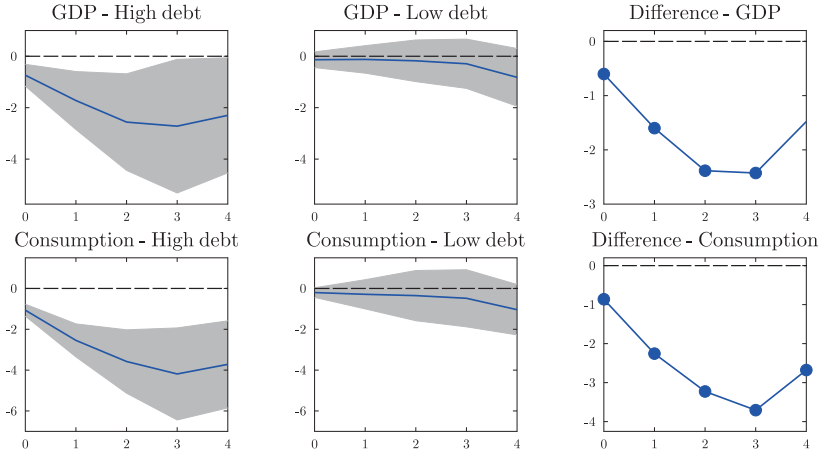 GDP - High debt
0
-2
-4
0 1 2 3 4
GDP - Low debt
0
-2
-4
0 1 2 3 4
Difference - GDP
0
-1
-2
-3
0 1 2 3 4
Consumption - High debt
0
-2
-4
-6
0 1 2 3 4
Consumption - Low debt
0
-2
-4
-6
0 1 2 3 4
Difference - Consumption
0
-1
-2
-3
-4
0 1 2 3 4